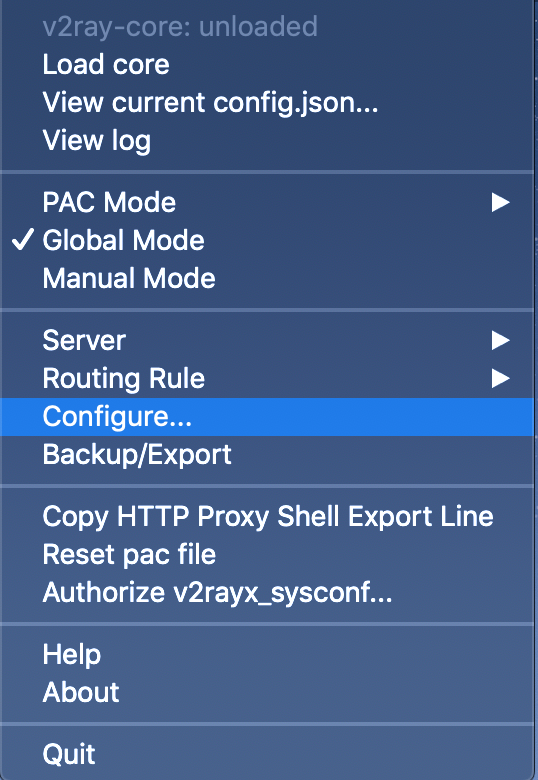 v2ray-core: unloaded
Load core
View current config.json...
View log
PAC Mode
Global Mode
Manual Mode
Server
Routing Rule
Configure...
Backup/Export
Copy HTTP Proxy Shell Export Line
Reset pac file
Authorize v2rayx_sysconf...
Help
About
Quit